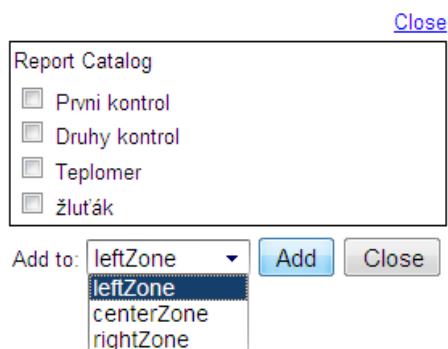 Close
Report Catalog
Prvni kontrol
Druhy kontrol
Teplomer
žluťák
Add to: leftZone Add Close
leftZone
centerZone
rightZone